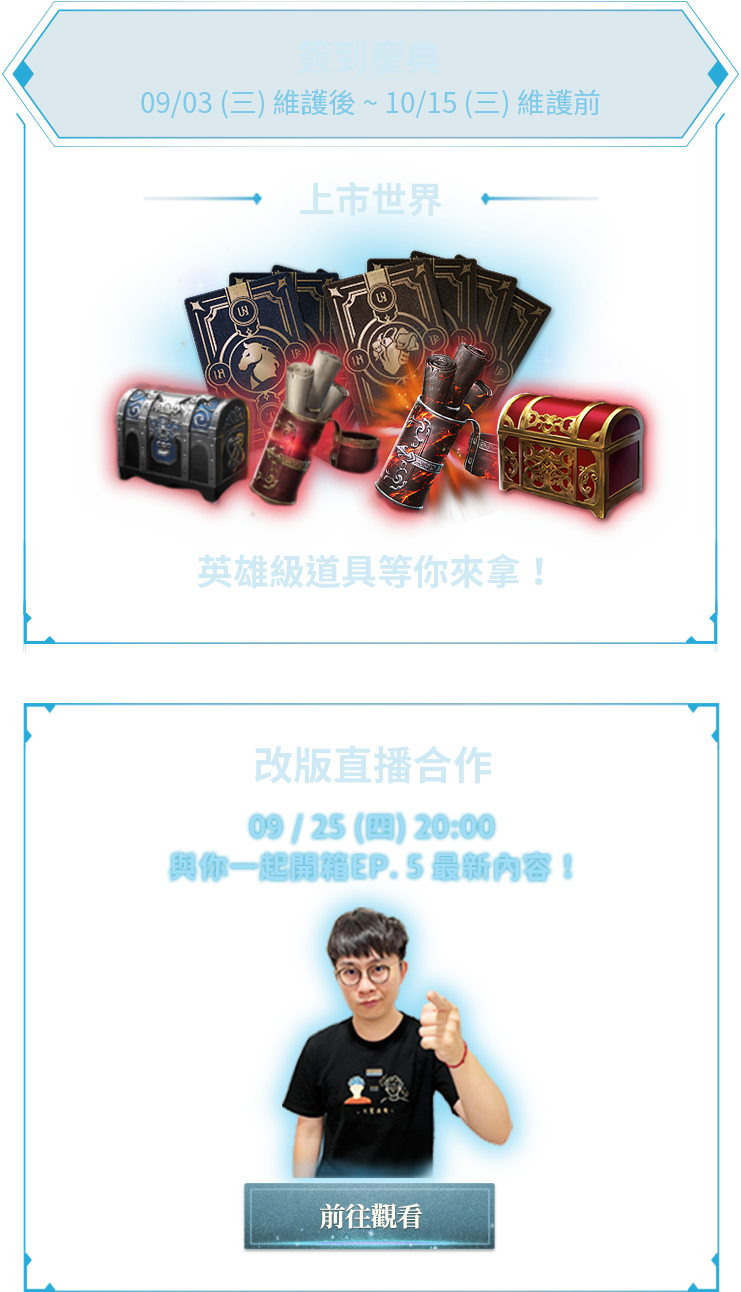 簽到慶典
09/03 (三) 維護後 ~ 10/15 (三) 維護前
上市世界
英雄級道具等你來拿！
改版直播合作
09 / 25 (四) 20:00
與你一起開箱EP. 5 最新內容！
前往觀看